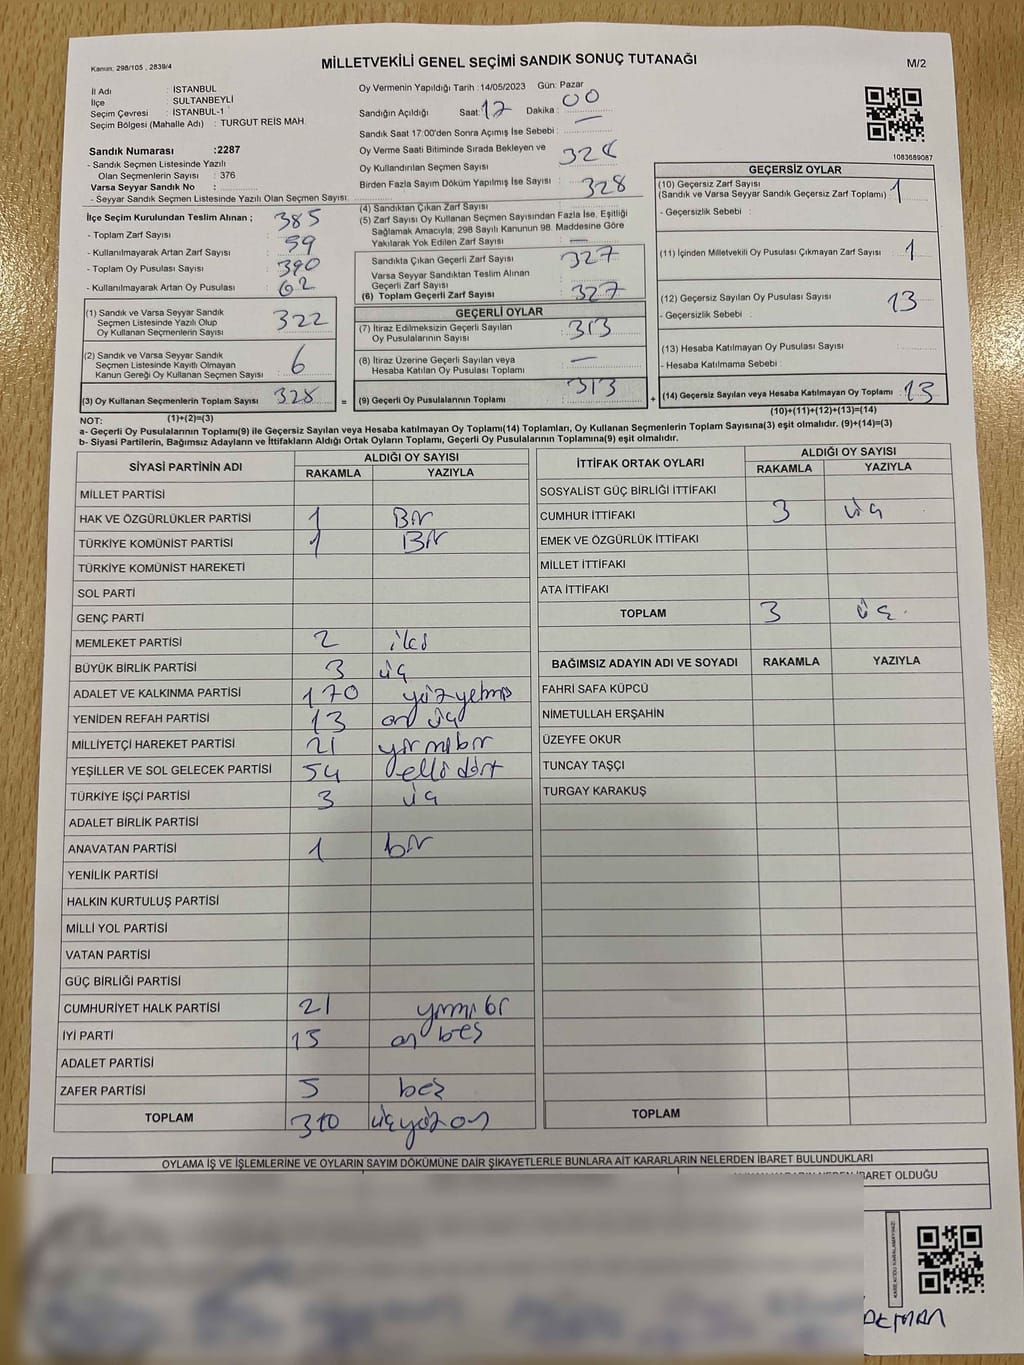 Kanun: 298/105 , 2839/4
MİLLETVEKİLİ GENEL SEÇİMİ SANDIK SONUÇ TUTANAĞI
M/2
İl Adı : İSTANBUL
İlçe : SULTANBEYLİ
Seçim Çevresi : İSTANBUL-1
Seçim Bölgesi (Mahalle Adı) : TURGUT REİS MAH.
Sandık Numarası :2287
- Sandık Seçmen Listesinde Yazılı
Olan Seçmenlerin Sayısı : 376
Varsa Seyyar Sandık No :
- Seyyar Sandık Seçmen Listesinde Yazılı Olan Seçmen Sayısı:
Oy Vermenin Yapıldığı Tarih : 14/05/2023 Gün: Pazar
Sandığın Açıldığı Saat: 17 Dakika : 00
Sandık Saat 17:00'den Sonra Açımış İse Sebebi : —
Oy Verme Saati Bitiminde Sırada Bekleyen ve
Oy Kullandırılan Seçmen Sayısı : 328
Birden Fazla Sayım Döküm Yapılmış İse Sayısı :
(4) Sandıktan Çıkan Zarf Sayısı : 328
(5) Zarf Sayısı Oy Kullanan Seçmen Sayısından Fazla İse, Eşitliği
Sağlamak Amacıyla; 298 Sayılı Kanunun 98. Maddesine Göre
Yakılarak Yok Edilen Zarf Sayısı : —
1083689087
İlçe Seçim Kurulundan Teslim Alınan ;
- Toplam Zarf Sayısı : 385
- Kullanılmayarak Artan Zarf Sayısı : 59
- Toplam Oy Pusulası Sayısı : 390
- Kullanılmayarak Artan Oy Pusulası : 62
Sandıkta Çıkan Geçerli Zarf Sayısı : 327
Varsa Seyyar Sandıktan Teslim Alınan
Geçerli Zarf Sayısı :
(6) Toplam Geçerli Zarf Sayısı : 327
GEÇERSİZ OYLAR
(10) Geçersiz Zarf Sayısı
(Sandık ve Varsa Seyyar Sandık Geçersiz Zarf Toplamı) : 1
- Geçersizlik Sebebi :
(11) İçinden Milletvekili Oy Pusulası Çıkmayan Zarf Sayısı : 1
(12) Geçersiz Sayılan Oy Pusulası Sayısı : 13
- Geçersizlik Sebebi :
(13) Hesaba Katılmayan Oy Pusulası Sayısı :
- Hesaba Katılmama Sebebi :
(1) Sandık ve Varsa Seyyar Sandık
Seçmen Listesinde Yazılı Olup
Oy Kullanan Seçmenlerin Sayısı : 322
(2) Sandık ve Varsa Seyyar Sandık
Seçmen Listesinde Kayıtlı Olmayan
Kanun Gereği Oy Kullanan Seçmen Sayısı : 6
GEÇERLİ OYLAR
(7) İtiraz Edilmeksizin Geçerli Sayılan
Oy Pusulalarının Sayısı : 313
(8) İtiraz Üzerine Geçerli Sayılan veya
Hesaba Katılan Oy Pusulası Toplamı : —
(3) Oy Kullanan Seçmenlerin Toplam Sayısı : 328 = (9) Geçerli Oy Pusulalarının Toplamı : 313 + (14) Geçersiz Sayılan veya Hesaba Katılmayan Oy Toplamı : 13
NOT: (1)+(2)=(3) (10)+(11)+(12)+(13)=(14)
a- Geçerli Oy Pusulalarının Toplamı(9) ile Geçersiz Sayılan veya Hesaba Katılmayan oy Toplamı(14) Toplamları, Oy Kullanan Seçmenlerin Toplam Sayısına(3) eşit olmalıdır. (9)+(14)=(3)
b- Siyasi Partilerin, Bağımsız Adayların ve İttifakların Aldığı Ortak Oyların Toplamı, Geçerli Oy Pusulalarının Toplamına(9) eşit olmalıdır.
SİYASİ PARTİNİN ADI ALDIĞI OY SAYISI
RAKAMLA YAZIYLA
MİLLET PARTİSİ
HAK VE ÖZGÜRLÜKLER PARTİSİ 1 Bir
TÜRKİYE KOMÜNİST PARTİSİ 1 Bir
TÜRKİYE KOMÜNİST HAREKETİ
SOL PARTİ
GENÇ PARTİ
MEMLEKET PARTİSİ 2 iki
BÜYÜK BİRLİK PARTİSİ 3 üç
ADALET VE KALKINMA PARTİSİ 170 yüzyetmiş
YENİDEN REFAH PARTİSİ 13 on üç
MİLLİYETÇİ HAREKET PARTİSİ 21 yirmibir
YEŞİLLER VE SOL GELECEK PARTİSİ 54 elli dört
TÜRKİYE İŞÇİ PARTİSİ 3 üç
ADALET BİRLİK PARTİSİ
ANAVATAN PARTİSİ 1 bir
YENİLİK PARTİSİ
HALKIN KURTULUŞ PARTİSİ
MİLLİ YOL PARTİSİ
VATAN PARTİSİ
GÜÇ BİRLİĞİ PARTİSİ
CUMHURİYET HALK PARTİSİ 21 yirmi bir
İYİ PARTİ 15 on beş
ADALET PARTİSİ
ZAFER PARTİSİ 5 beş
TOPLAM 310 üçyüz on
İTTİFAK ORTAK OYLARI ALDIĞI OY SAYISI
RAKAMLA YAZIYLA
SOSYALİST GÜÇ BİRLİĞİ İTTİFAKI
CUMHUR İTTİFAKI 3 üç
EMEK VE ÖZGÜRLÜK İTTİFAKI
MİLLET İTTİFAKI
ATA İTTİFAKI
TOPLAM 3 üç.
BAĞIMSIZ ADAYIN ADI VE SOYADI RAKAMLA YAZIYLA
FAHRİ SAFA KÜPCÜ
NİMETULLAH ERŞAHİN
ÜZEYFE OKUR
TUNCAY TAŞÇI
TURGAY KARAKUŞ
TOPLAM
OYLAMA İŞ VE İŞLEMLERİNE VE OYLARIN SAYIM DÖKÜMÜNE DAİR ŞİKAYETLERLE BUNLARA AİT KARARLARIN NELERDEN İBARET BULUNDUKLARI
İBARET OLDUĞU